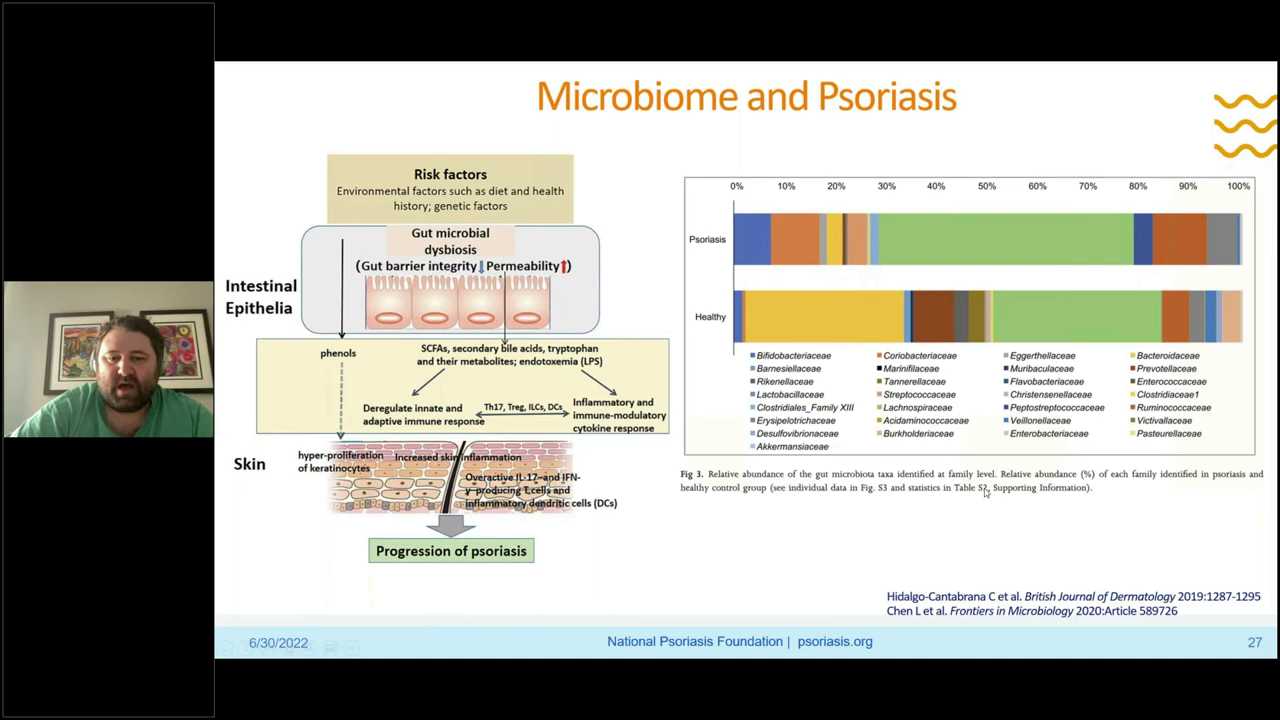 Microbiome and Psoriasis
Risk factors
Environmental factors such as diet and health
history; genetic factors
Gut microbial
dysbiosis
(Gut barrier integrity Permeability )
Intestinal
Epithelia
phenols
SCFAs, secondary bile acids, tryptophan
and their metabolites; endotoxemia (LPS)
Deregulate innate and
adaptive immune response
Th17, Treg, ILCs, DCs
Inflammatory and
immune-modulatory
cytokine response
Skin
hyper-proliferation
of keratinocytes
Increased skin inflammation
Overactive IL-17–and IFN-
γ–producing T cells and
inflammatory dendritic cells (DCs)
Progression of psoriasis
0% 10% 20% 30% 40% 50% 60% 70% 80% 90% 100%
Psoriasis
Healthy
Bifidobacteriaceae Coriobacteriaceae Eggerthellaceae Bacteroidaceae
Barnesiellaceae Marinifilaceae Muribaculaceae Prevotellaceae
Rikenellaceae Tannerellaceae Flavobacteriaceae Enterococcaceae
Lactobacillaceae Streptococcaceae Christensenellaceae Clostridiaceae1
Clostridiales_Family XIII Lachnospiraceae Peptostreptococcaceae Ruminococcaceae
Erysipelotrichaceae Acidaminococcaceae Veillonellaceae Victivallaceae
Desulfovibrionaceae Burkholderiaceae Enterobacteriaceae Pasteurellaceae
Akkermansiaceae
Fig 3. Relative abundance of the gut microbiota taxa identified at family level. Relative abundance (%) of each family identified in psoriasis and
healthy control group (see individual data in Fig. S3 and statistics in Table S2, Supporting Information).
Hidalgo-Cantabrana C et al. British Journal of Dermatology 2019:1287-1295
Chen L et al. Frontiers in Microbiology 2020:Article 589726
6/30/2022 National Psoriasis Foundation | psoriasis.org 27